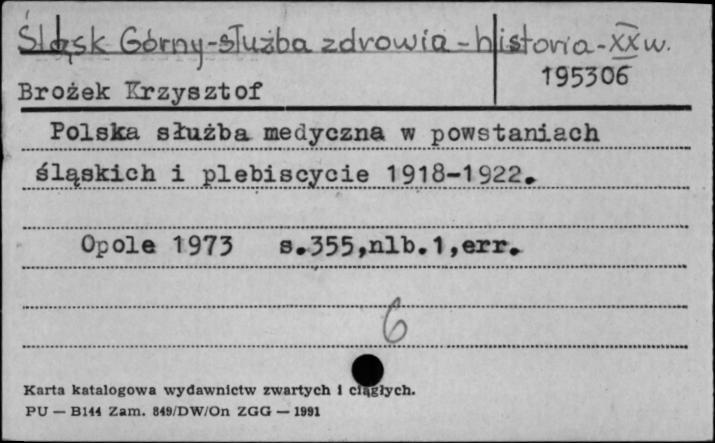 Śląsk Górny-służba zdrowia-historia-XX w.
195306
Brożek Krzysztof
Polska służba medyczna w powstaniach
śląskich i plebiscycie 1918-1922.
Opole 1973 s.355,nlb.1,err.
6
Karta katalogowa wydawnictw zwartych i ciągłych.
PU — B144 Zam. 849/DW/On ZGG — 1991